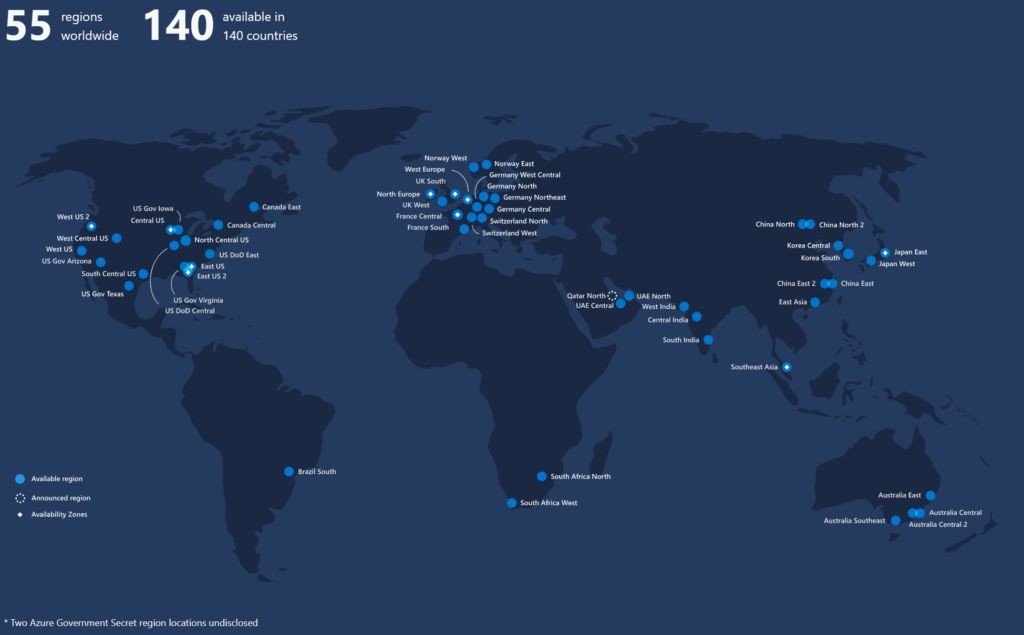 55 regions worldwide
140 available in 140 countries
Norway West
Norway East
West Europe
Germany West Central
UK South
Germany North
North Europe
Germany Northeast
UK West
Germany Central
France Central
Switzerland North
France South
Switzerland West
US Gov Iowa
Canada East
West US 2
Central US
Canada Central
West Central US
North Central US
West US
US DoD East
US Gov Arizona
East US
South Central US
East US 2
US Gov Texas
US Gov Virginia
US DoD Central
China North
China North 2
Korea Central
Japan East
Korea South
Japan West
China East 2
China East
East Asia
Qatar North
UAE North
UAE Central
West India
Central India
South India
Southeast Asia
Brazil South
South Africa North
South Africa West
Australia East
Australia Central
Australia Southeast
Australia Central 2
Available region
Announced region
Availability Zones
* Two Azure Government Secret region locations undisclosed